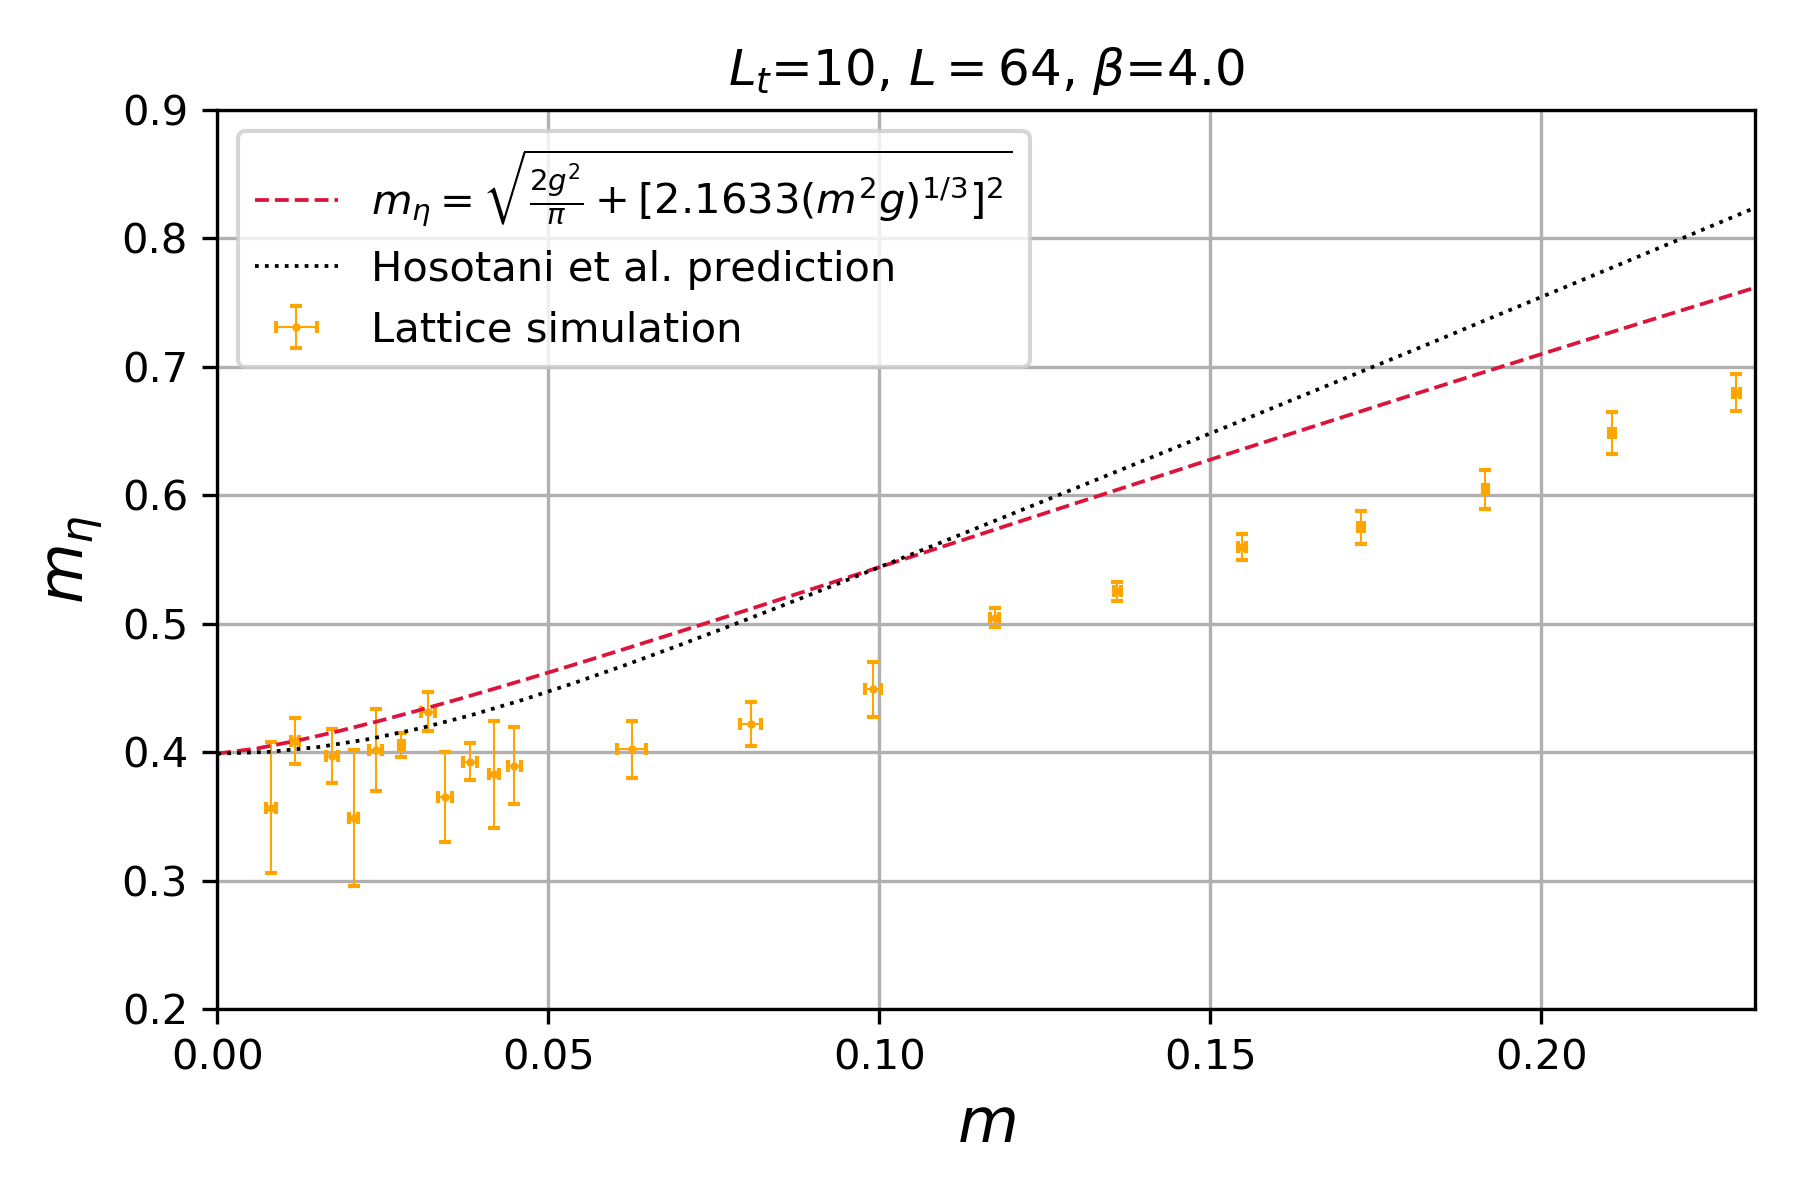 L_t=10, L = 64, β=4.0
m_η = √(2g²/π + [2.1633(m²g)^{1/3}]²)
Hosotani et al. prediction
Lattice simulation
0.9
0.8
0.7
0.6
0.5
0.4
0.3
0.2
m_η
0.00 0.05 0.10 0.15 0.20
m